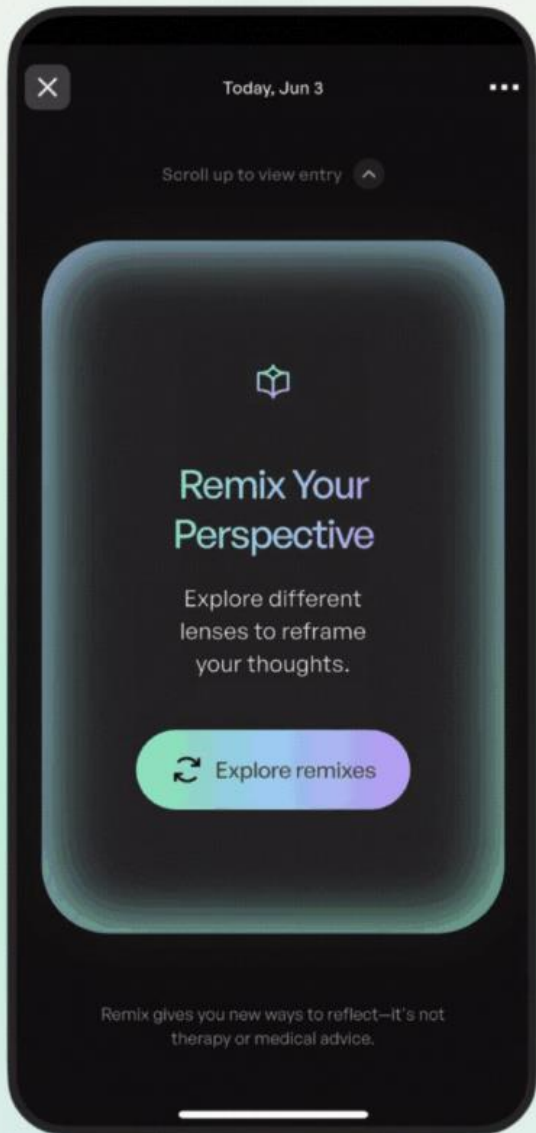 Today, Jun 3
Scroll up to view entry
Remix Your
Perspective
Explore different
lenses to reframe
your thoughts.
Explore remixes
Remix gives you new ways to reflect—it's not
therapy or medical advice.